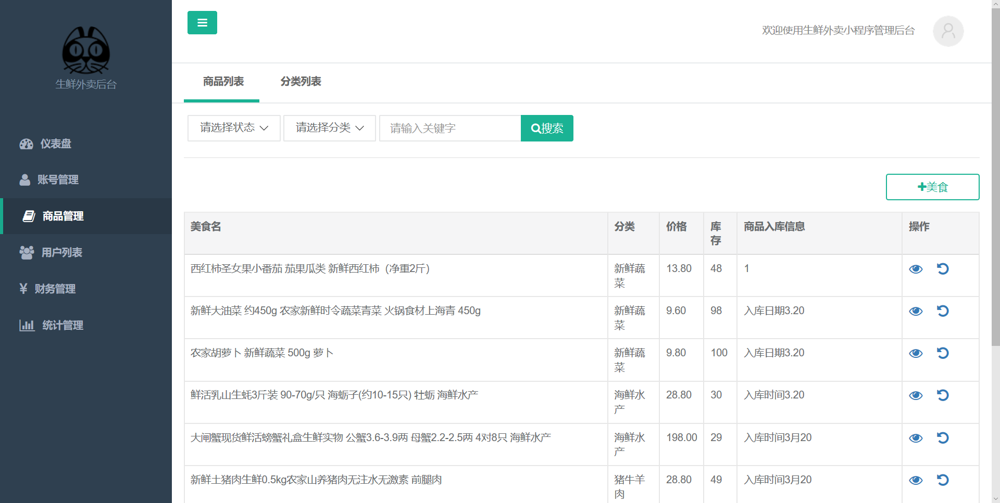 生鲜外卖后台
仪表盘
账号管理
商品管理
用户列表
¥ 财务管理
统计管理
欢迎使用生鲜外卖小程序管理后台
商品列表 分类列表
请选择状态 请选择分类 请输入关键字 搜索
美食
美食名 分类 价格 库 商品入库信息 操作
存
西红柿圣女果小番茄 茄果瓜类 新鲜西红柿（净重2斤） 新鲜蔬 13.80 48 1
菜
新鲜大油菜 约450g 农家新鲜时令蔬菜青菜 火锅食材上海青 450g 新鲜蔬 9.60 98 入库日期3.20
菜
农家胡萝卜 新鲜蔬菜 500g 萝卜 新鲜蔬 9.80 100 入库日期3.20
菜
鲜活乳山生蚝3斤装 90-70g/只 海蛎子(约10-15只) 牡蛎 海鲜水产 海鲜水 28.80 30 入库时间3.20
产
大闸蟹现货鲜活螃蟹礼盒生鲜实物 公蟹3.6-3.9两 母蟹2.2-2.5两 4对8只 海鲜水产 海鲜水 198.00 29 入库时间3月20
产
新鲜土猪肉生鲜0.5kg农家山养猪肉无注水无激素 前腿肉 猪牛羊 28.80 49 入库时间3月20
肉